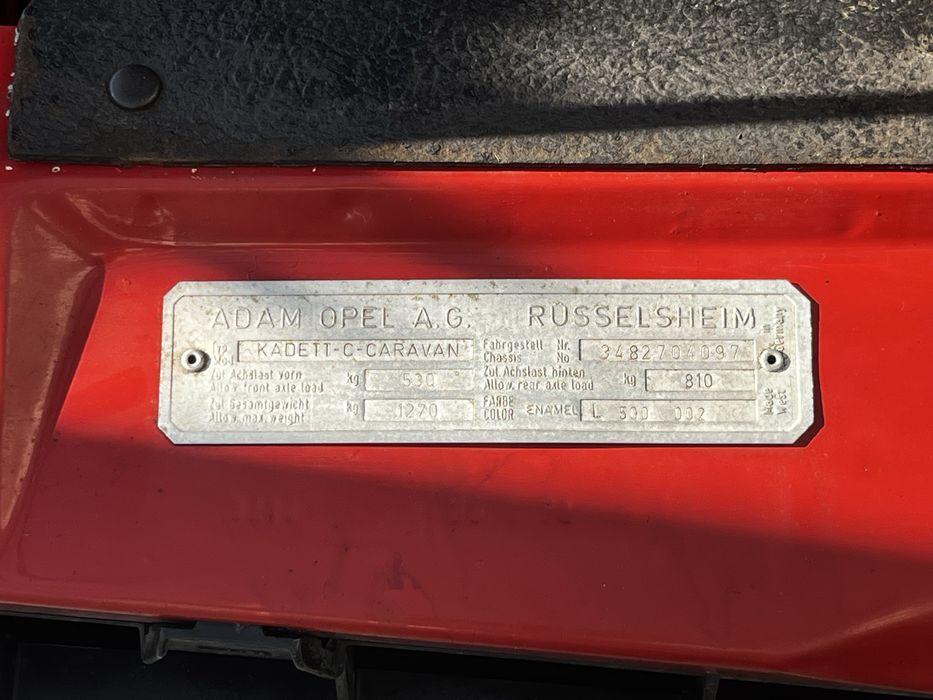 ADAM OPEL A.G. RÜSSELSHEIM
Typ KADETT-C-CARAVAN Fahrgestell Nr. 3482704097
Mod. Chassis No
Zul Achslast vorn kg 530 Zul. Achslast hinten kg 810
Allow. front axle load Allow. rear axle load
Zul Gesamtgewicht kg 1270 FARBE ENAMEL L 500 002
Allow. max. weight COLOR
Made in
West Germany